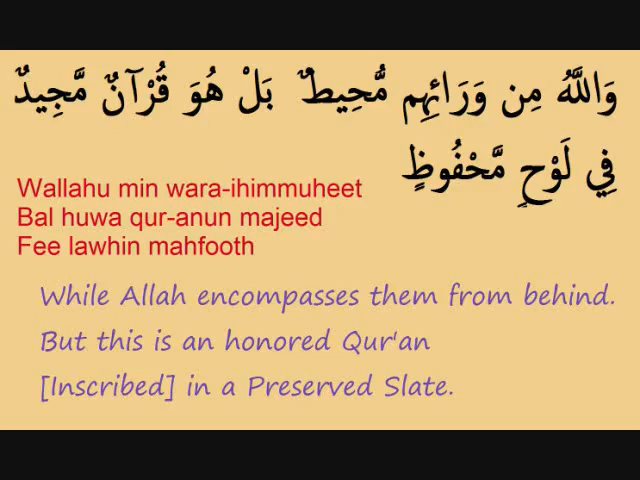 وَاللَّهُ مِن وَرَائِهِم مُّحِيطٌ بَلْ هُوَ قُرْآنٌ مَّجِيدٌ
فِي لَوْحٍ مَّحْفُوظٍ
Wallahu min wara-ihimmuheet
Bal huwa qur-anun majeed
Fee lawhin mahfooth
While Allah encompasses them from behind.
But this is an honored Qur'an
[Inscribed] in a Preserved Slate.